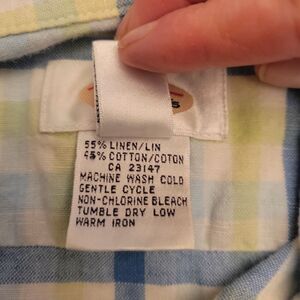 55% LINEN/LIN
45% COTTON/COTON
CA 23147
MACHINE WASH COLD
GENTLE CYCLE
NON-CHLORINE BLEACH
TUMBLE DRY LOW
WARM IRON